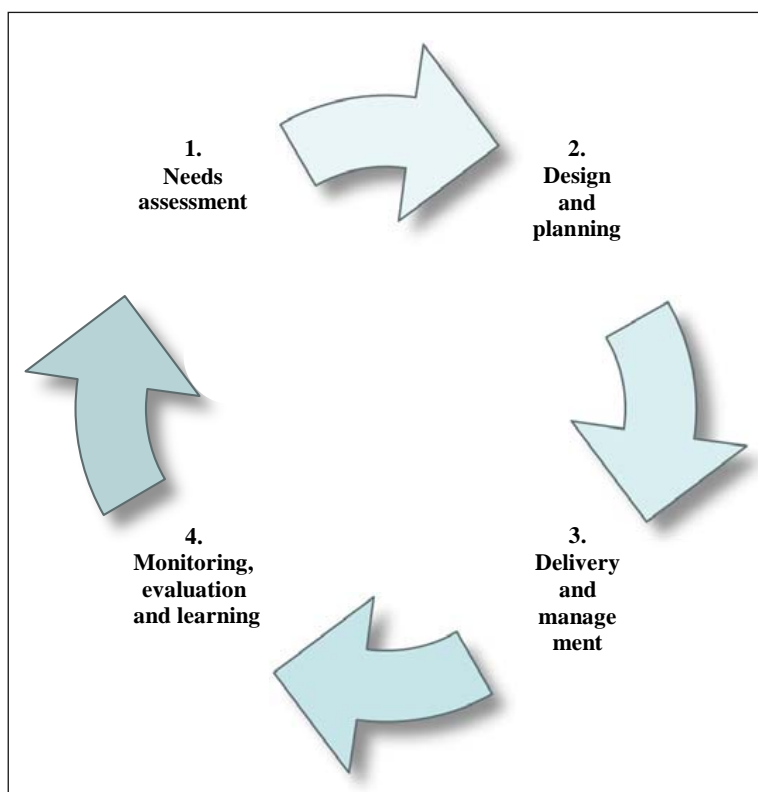 1.
Needs
assessment
2.
Design
and
planning
3.
Delivery
and
manage
ment
4.
Monitoring,
evaluation
and learning